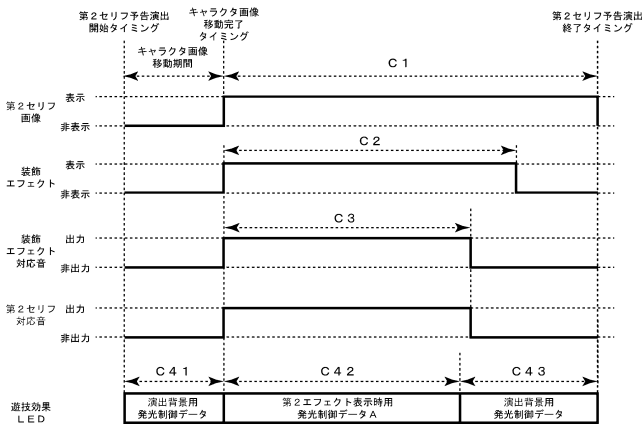 第２セリフ予告演出
開始タイミング
キャラクタ画像
移動完了
タイミング
第２セリフ予告演出
終了タイミング
キャラクタ画像
移動期間
Ｃ１
第２セリフ
画像
表示
非表示
Ｃ２
装飾
エフェクト
表示
非表示
Ｃ３
装飾
エフェクト
対応音
出力
非出力
第２セリフ
対応音
出力
非出力
Ｃ４１
Ｃ４２
Ｃ４３
遊技効果
ＬＥＤ
演出背景用
発光制御データ
第２エフェクト表示時用
発光制御データＡ
演出背景用
発光制御データ